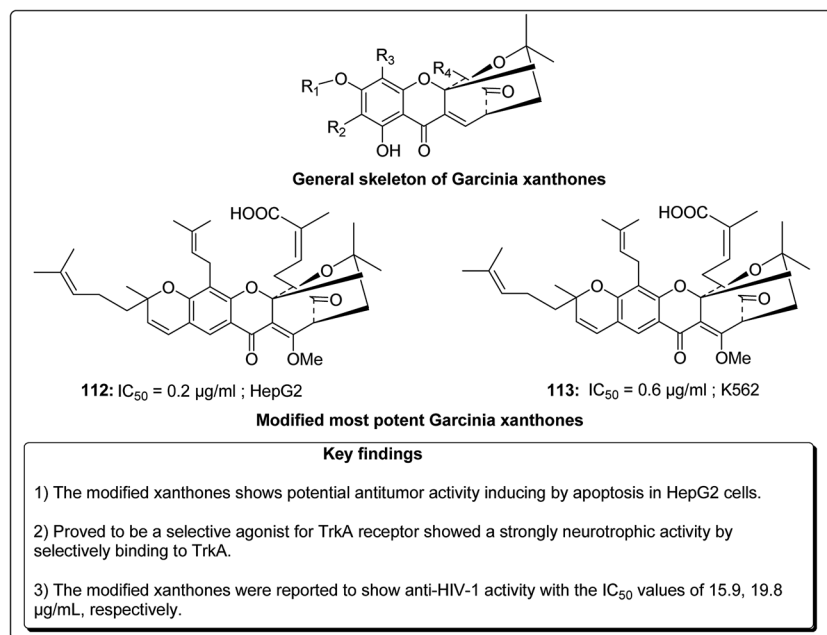 R3
R4
O
O
O
R1
O
R2
OH
O
General skeleton of Garcinia xanthones
HOOC
HOOC
O
O
O
O
O
O
O
O
O
OMe
O
OMe
112: IC50 = 0.2 µg/ml ; HepG2
113: IC50 = 0.6 µg/ml ; K562
Modified most potent Garcinia xanthones
Key findings
1) The modified xanthones shows potential antitumor activity inducing by apoptosis in HepG2 cells.
2) Proved to be a selective agonist for TrkA receptor showed a strongly neurotrophic activity by
selectively binding to TrkA.
3) The modified xanthones were reported to show anti-HIV-1 activity with the IC50 values of 15.9, 19.8
µg/mL, respectively.